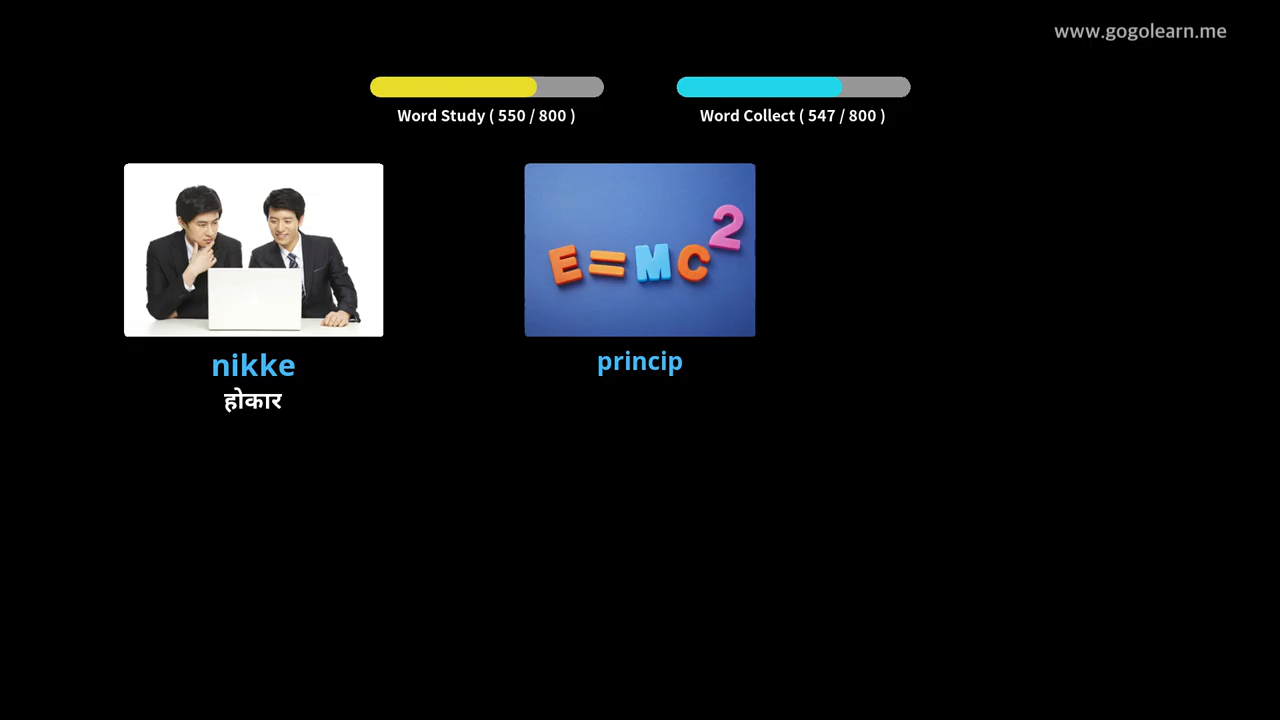 www.gogolearn.me
Word Study ( 550 / 800 )
Word Collect ( 547 / 800 )
E=MC2
nikke
होकार
princip